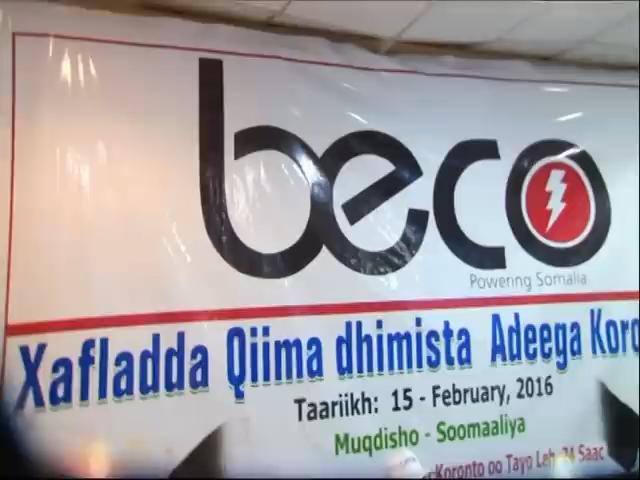 beco
Powering Somalia
Xafladda Qiima dhimista Adeega Koro
Taariikh: 15 - February, 2016
Muqdisho - Soomaaliya
Koronto oo Tayo Leh 24 Saac